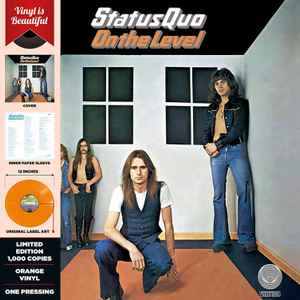 Vinyl is
Beautiful
COVER
INNER PAPER SLEEVE
12 INCHES
ORIGINAL LABEL ART
LIMITED
EDITION
1,000 COPIES
ORANGE
VINYL
ONE PRESSING
Status Quo
On the Level